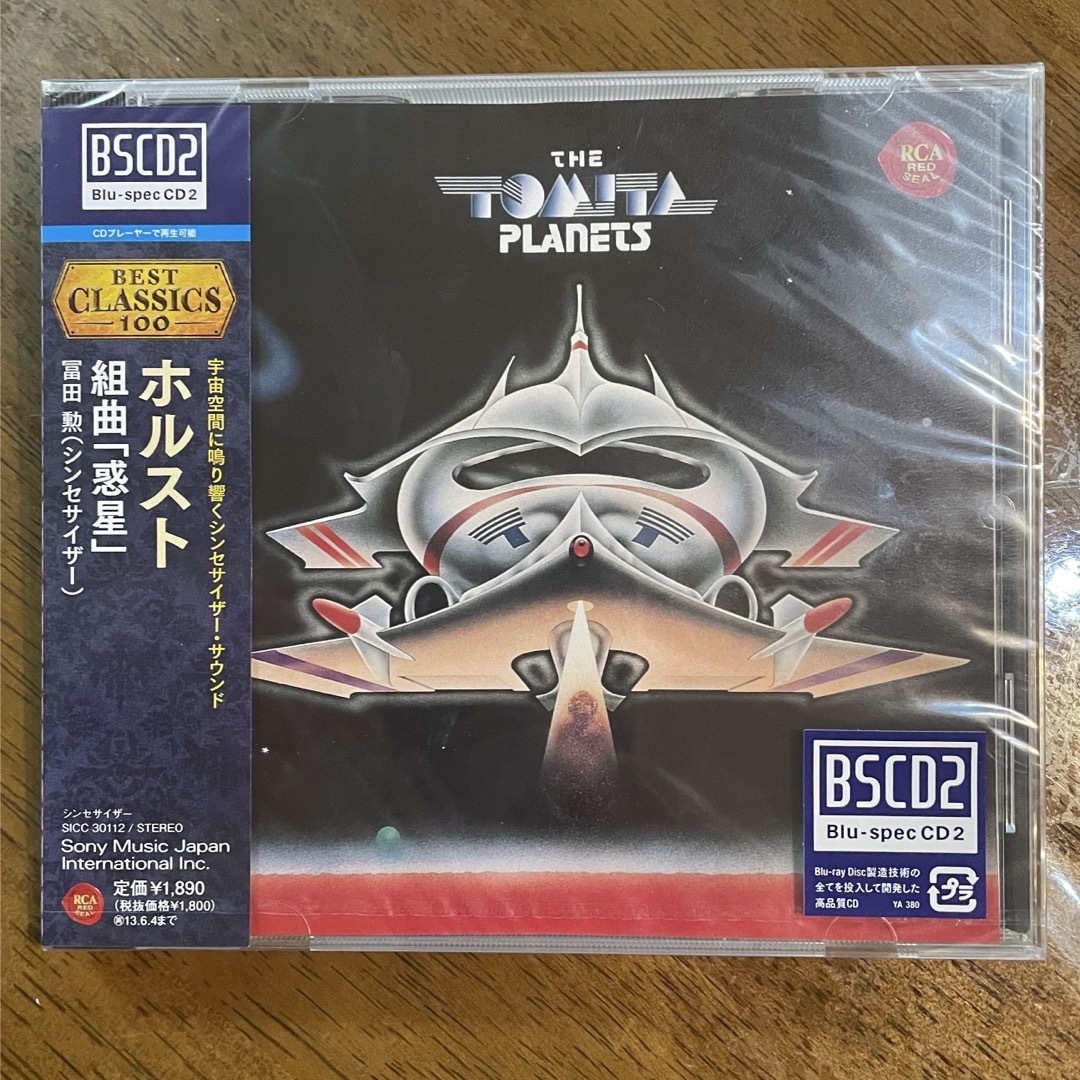 BSCD2
Blu-spec CD2
CDプレーヤーで再生可能
BEST
CLASSICS
100
宇宙空間に鳴り響くシンセサイザー・サウンド
ホルスト
組曲「惑星」
冨田 勲(シンセサイザー)
シンセサイザー
SICC 30112 / STEREO
Sony Music Japan
International Inc.
RCA
RED
SEAL
定価¥1,890
(税抜価格¥1,800)
㋐13.6.4まで
THE
TOMITA
PLANETS
RCA
RED
SEAL
BSCD2
Blu-spec CD2
Blu-ray Disc製造技術の
全てを投入して開発した
高品質CD YA 380
プラ